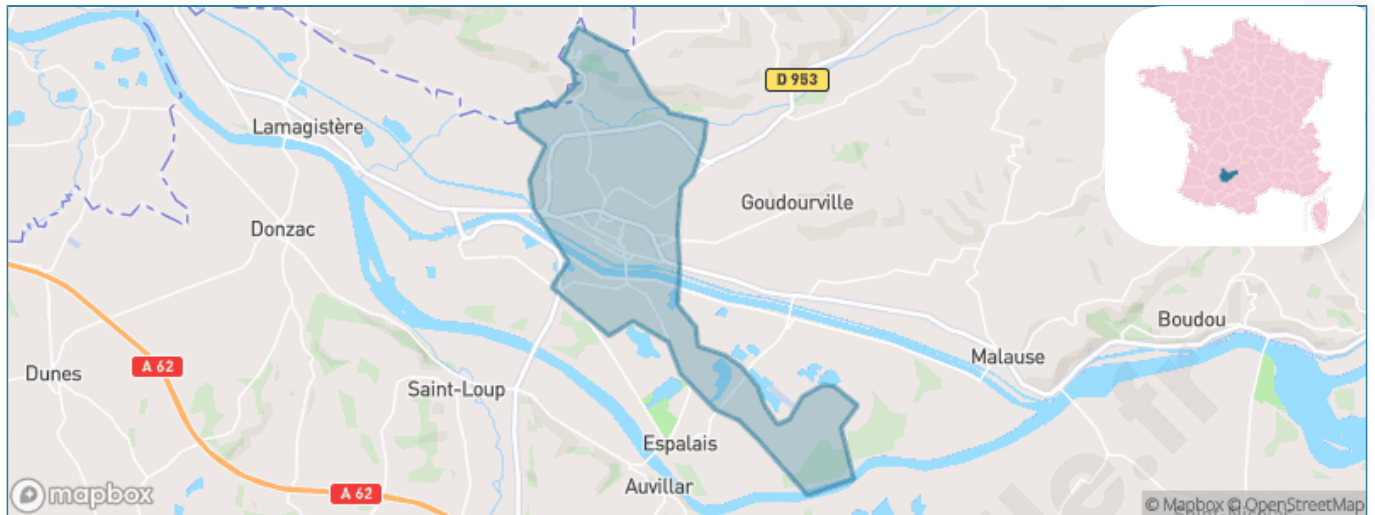 D 953
Lamagistère
Goudourville
Donzac
Boudou
Malause
A 62
Dunes
Saint-Loup
Espalais
Auvillar
A 62
mapbox
© Mapbox © OpenStreetMap